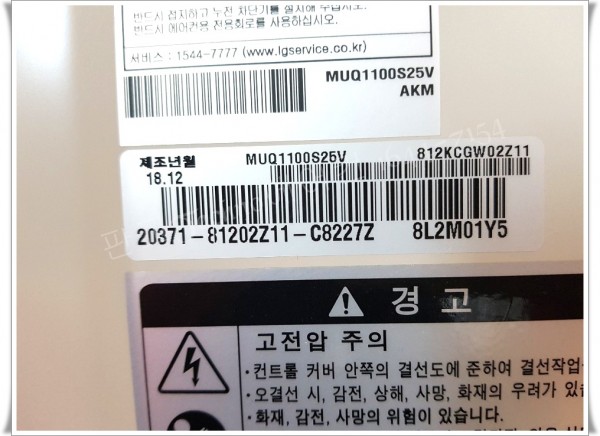 반드시 접지하고 누전 차단기를 설치해 주십시오.
반드시 에어컨용 전용회로를 사용하십시오.
서비스 : 1544-7777 (www.lgservice.co.kr)
MUQ1100S25V
AKM
제조년월 MUQ1100S25V 812KCGW02Z11
18.12
20371-81202Z11-C8227Z 8L2M01Y5
경 고
고전압 주의
·컨트롤 커버 안쪽의 결선도에 준하여 결선작업
·오결선 시, 감전, 상해, 사망, 화재의 우려가 있
·화재, 감전, 사망의 위험이 있습니다.